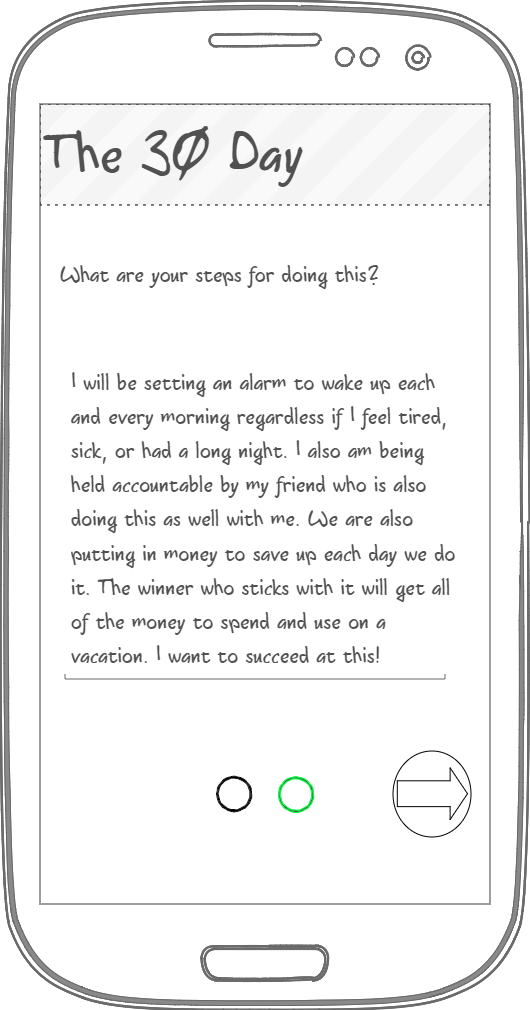 The 30 Day
What are your steps for doing this?
I will be setting an alarm to wake up each
and every morning regardless if I feel tired,
sick, or had a long night. I also am being
held accountable by my friend who is also
doing this as well with me. We are also
putting in money to save up each day we do
it. The winner who sticks with it will get all
of the money to spend and use on a
vacation. I want to succeed at this!